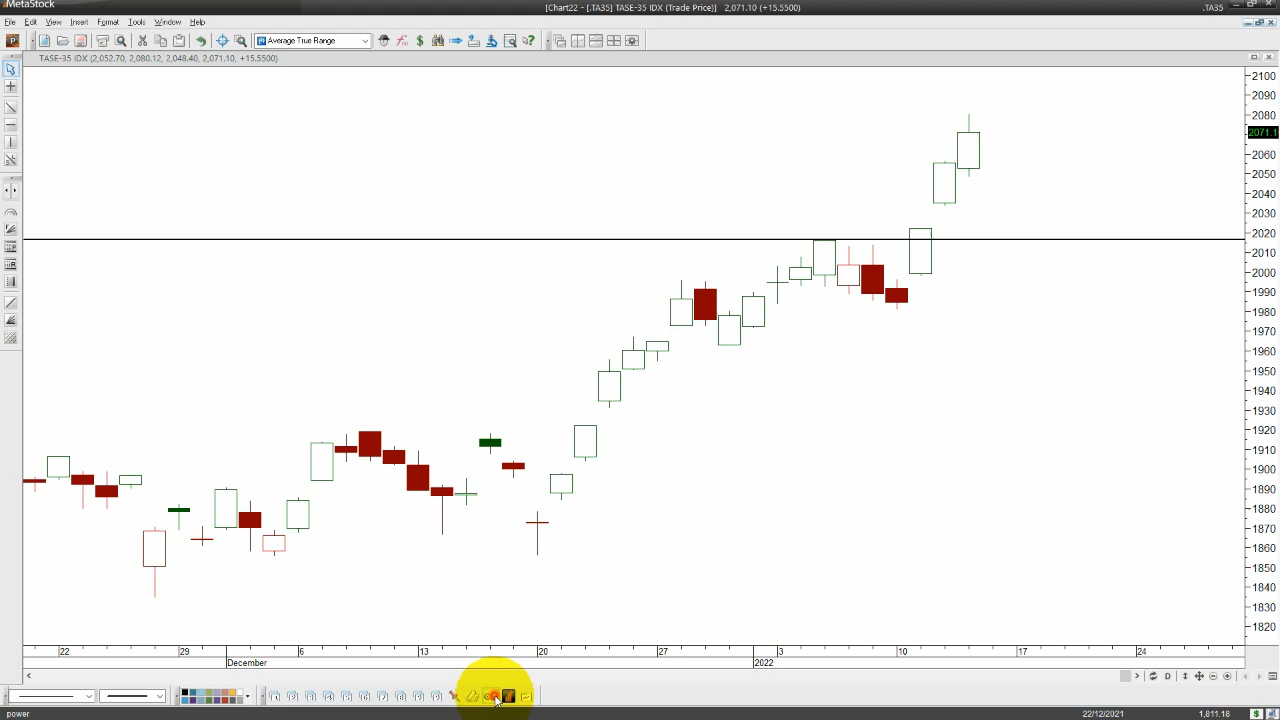 MetaStock
[Chart22 - [.TA35] TASE-35 IDX (Trade Price)] 2,071.10 (+15.5500)
.TA35
File Edit View Insert Format Tools Window Help
P
Average True Range
TASE-35 IDX (2,052.70, 2,080.12, 2,048.40, 2,071.10, +15.5500)
2100
2090
2080
2071.1
2060
2050
2040
2030
2020
2010
2000
1990
1980
1970
1960
1950
1940
1930
1920
1910
1900
1890
1880
1870
1860
1850
1840
1830
1820
22 29 6 13 20 27 3 10 17 24
December 2022
D
power
22/12/2021
1,811.18